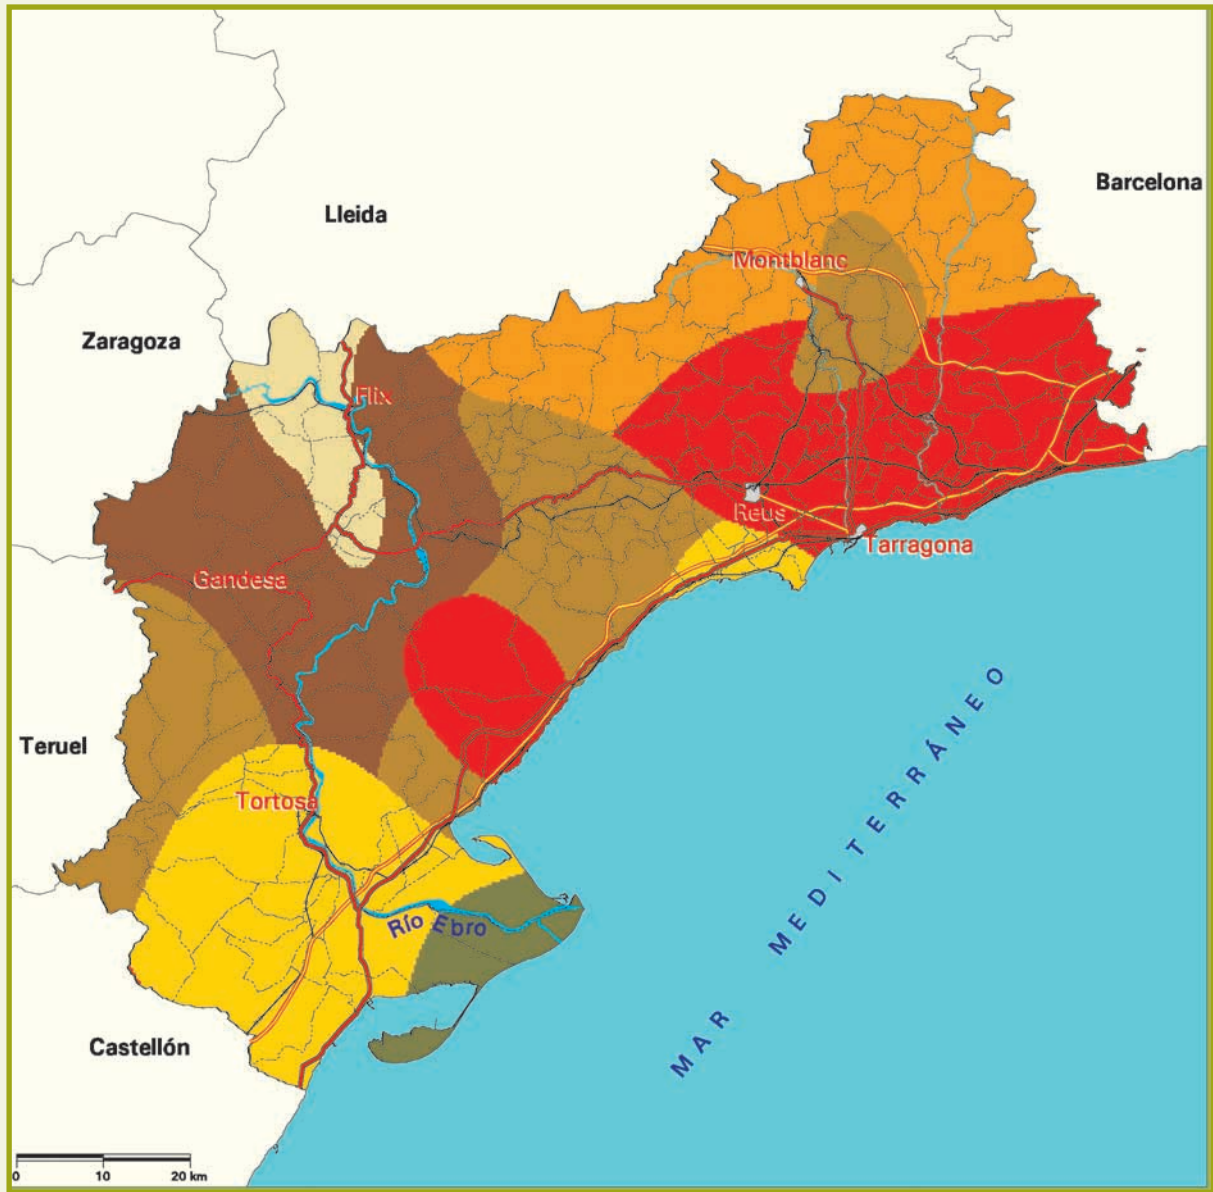 Barcelona
Lleida
Montblanc
Zaragoza
Flix
Reus
Tarragona
Gandesa
Teruel
Tortosa
Río Ebro
MAR MEDITERRÁNEO
Castellón
0 10 20 km